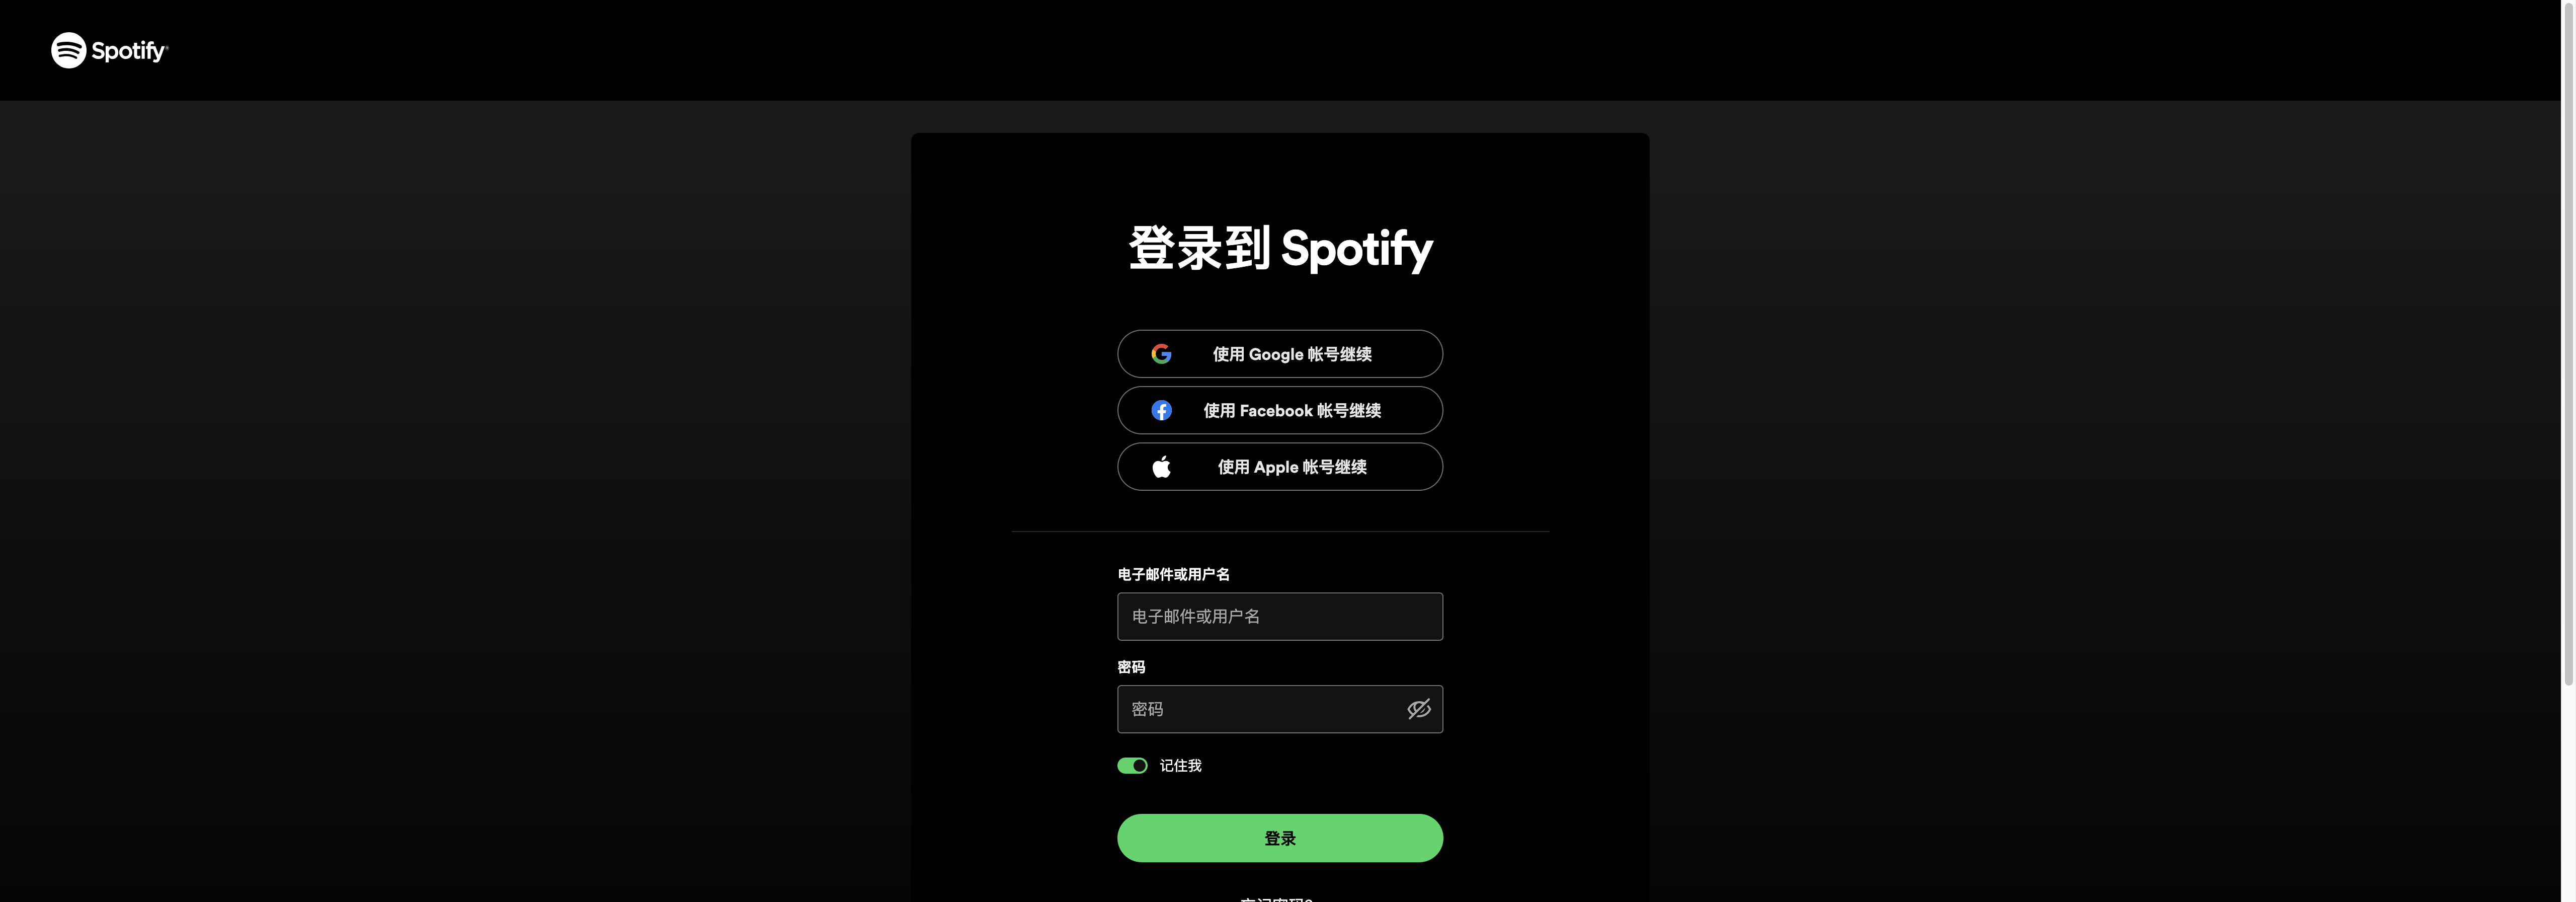 Spotify
登录到 Spotify
使用 Google 帐号继续
使用 Facebook 帐号继续
使用 Apple 帐号继续
电子邮件或用户名
电子邮件或用户名
密码
密码
记住我
登录